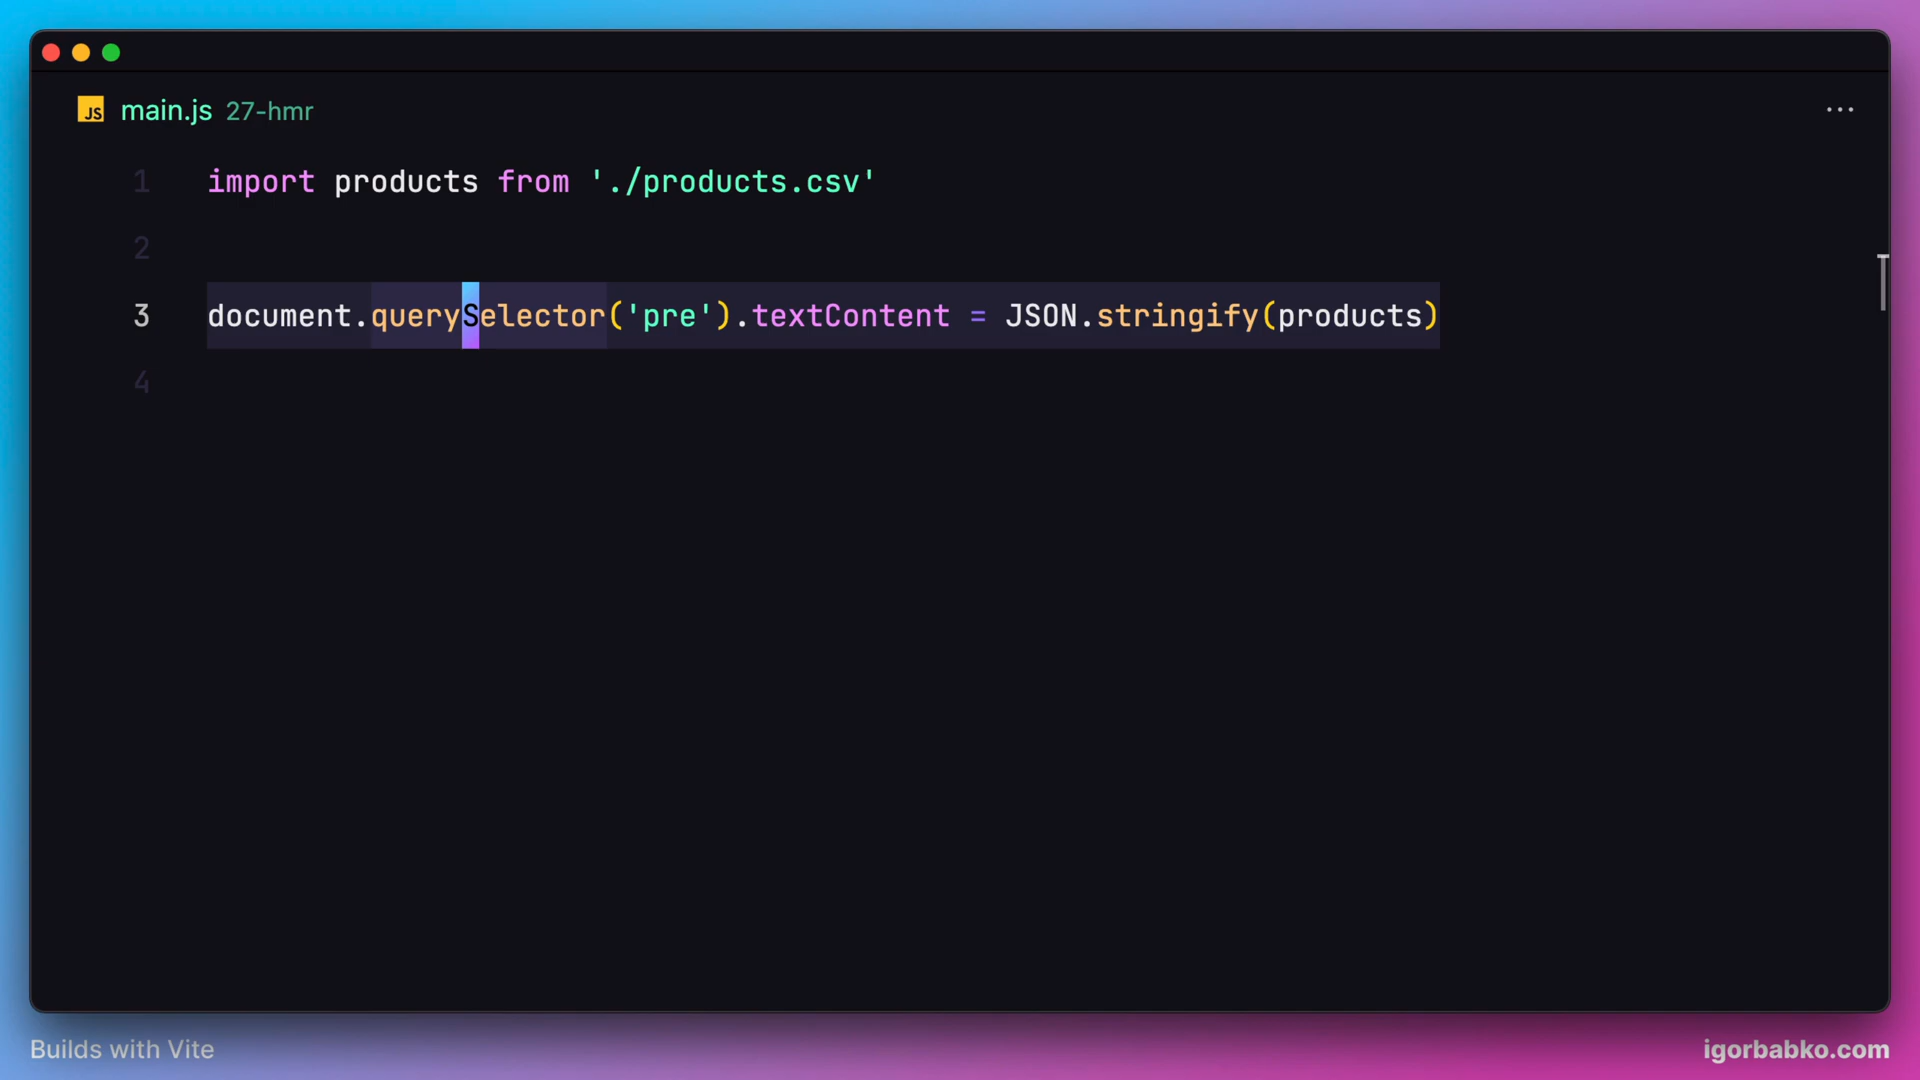 JS main.js 27-hmr ...
1 import products from './products.csv'
2
3 document.querySelector('pre').textContent = JSON.stringify(products)
4
Builds with Vite
igorbabko.com